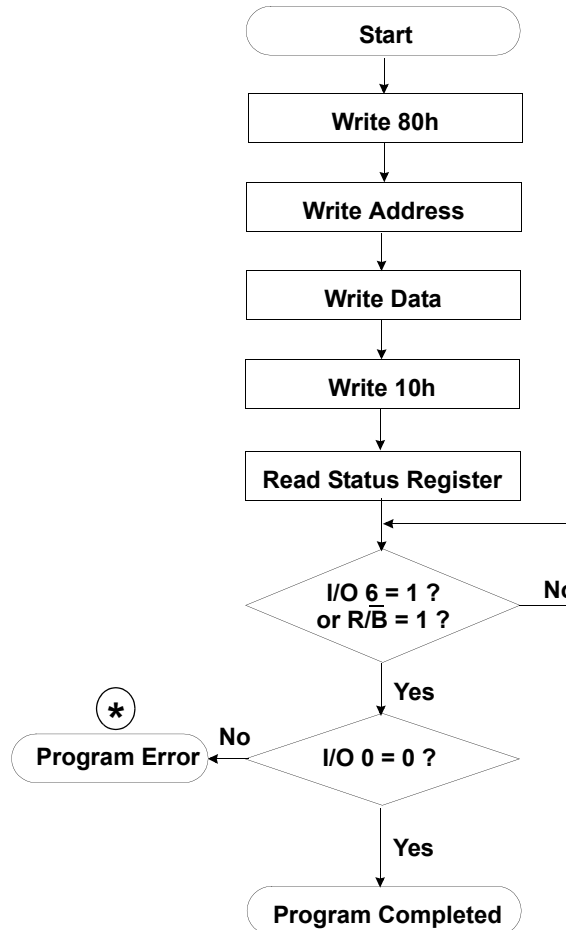 Start
Write 80h
Write Address
Write Data
Write 10h
Read Status Register
I/O 6 = 1 ?
or R/B̅ = 1 ?
No
Yes
*
No
Program Error
I/O 0 = 0 ?
Yes
Program Completed